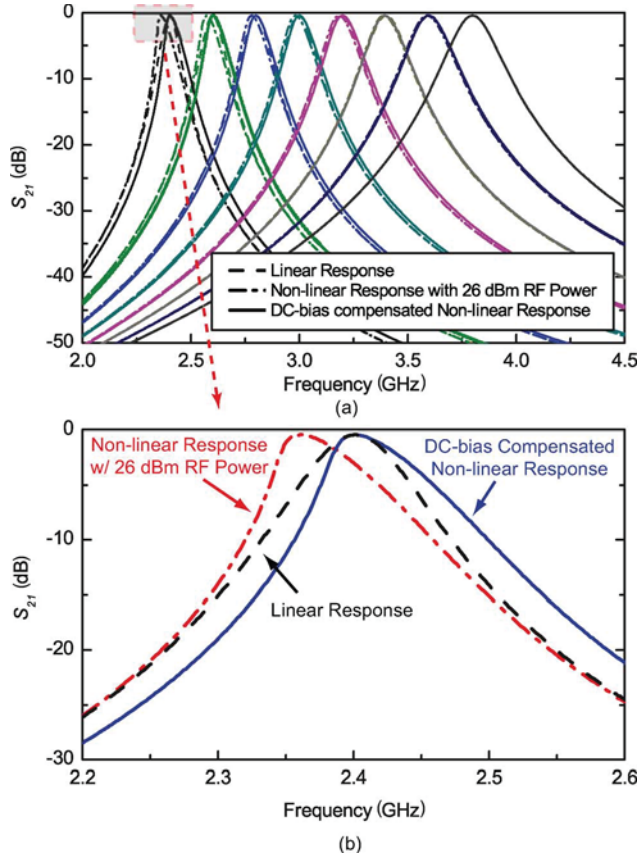 0
-10
-20
-30
-40
-50
S21 (dB)
Linear Response
Non-linear Response with 26 dBm RF Power
DC-bias compensated Non-linear Response
2.0 2.5 3.0 3.5 4.0 4.5
Frequency (GHz)
(a)
0
-10
-20
-30
S21 (dB)
Non-linear Response
w/ 26 dBm RF Power
DC-bias Compensated
Non-linear Response
Linear Response
2.2 2.3 2.4 2.5 2.6
Frequency (GHz)
(b)